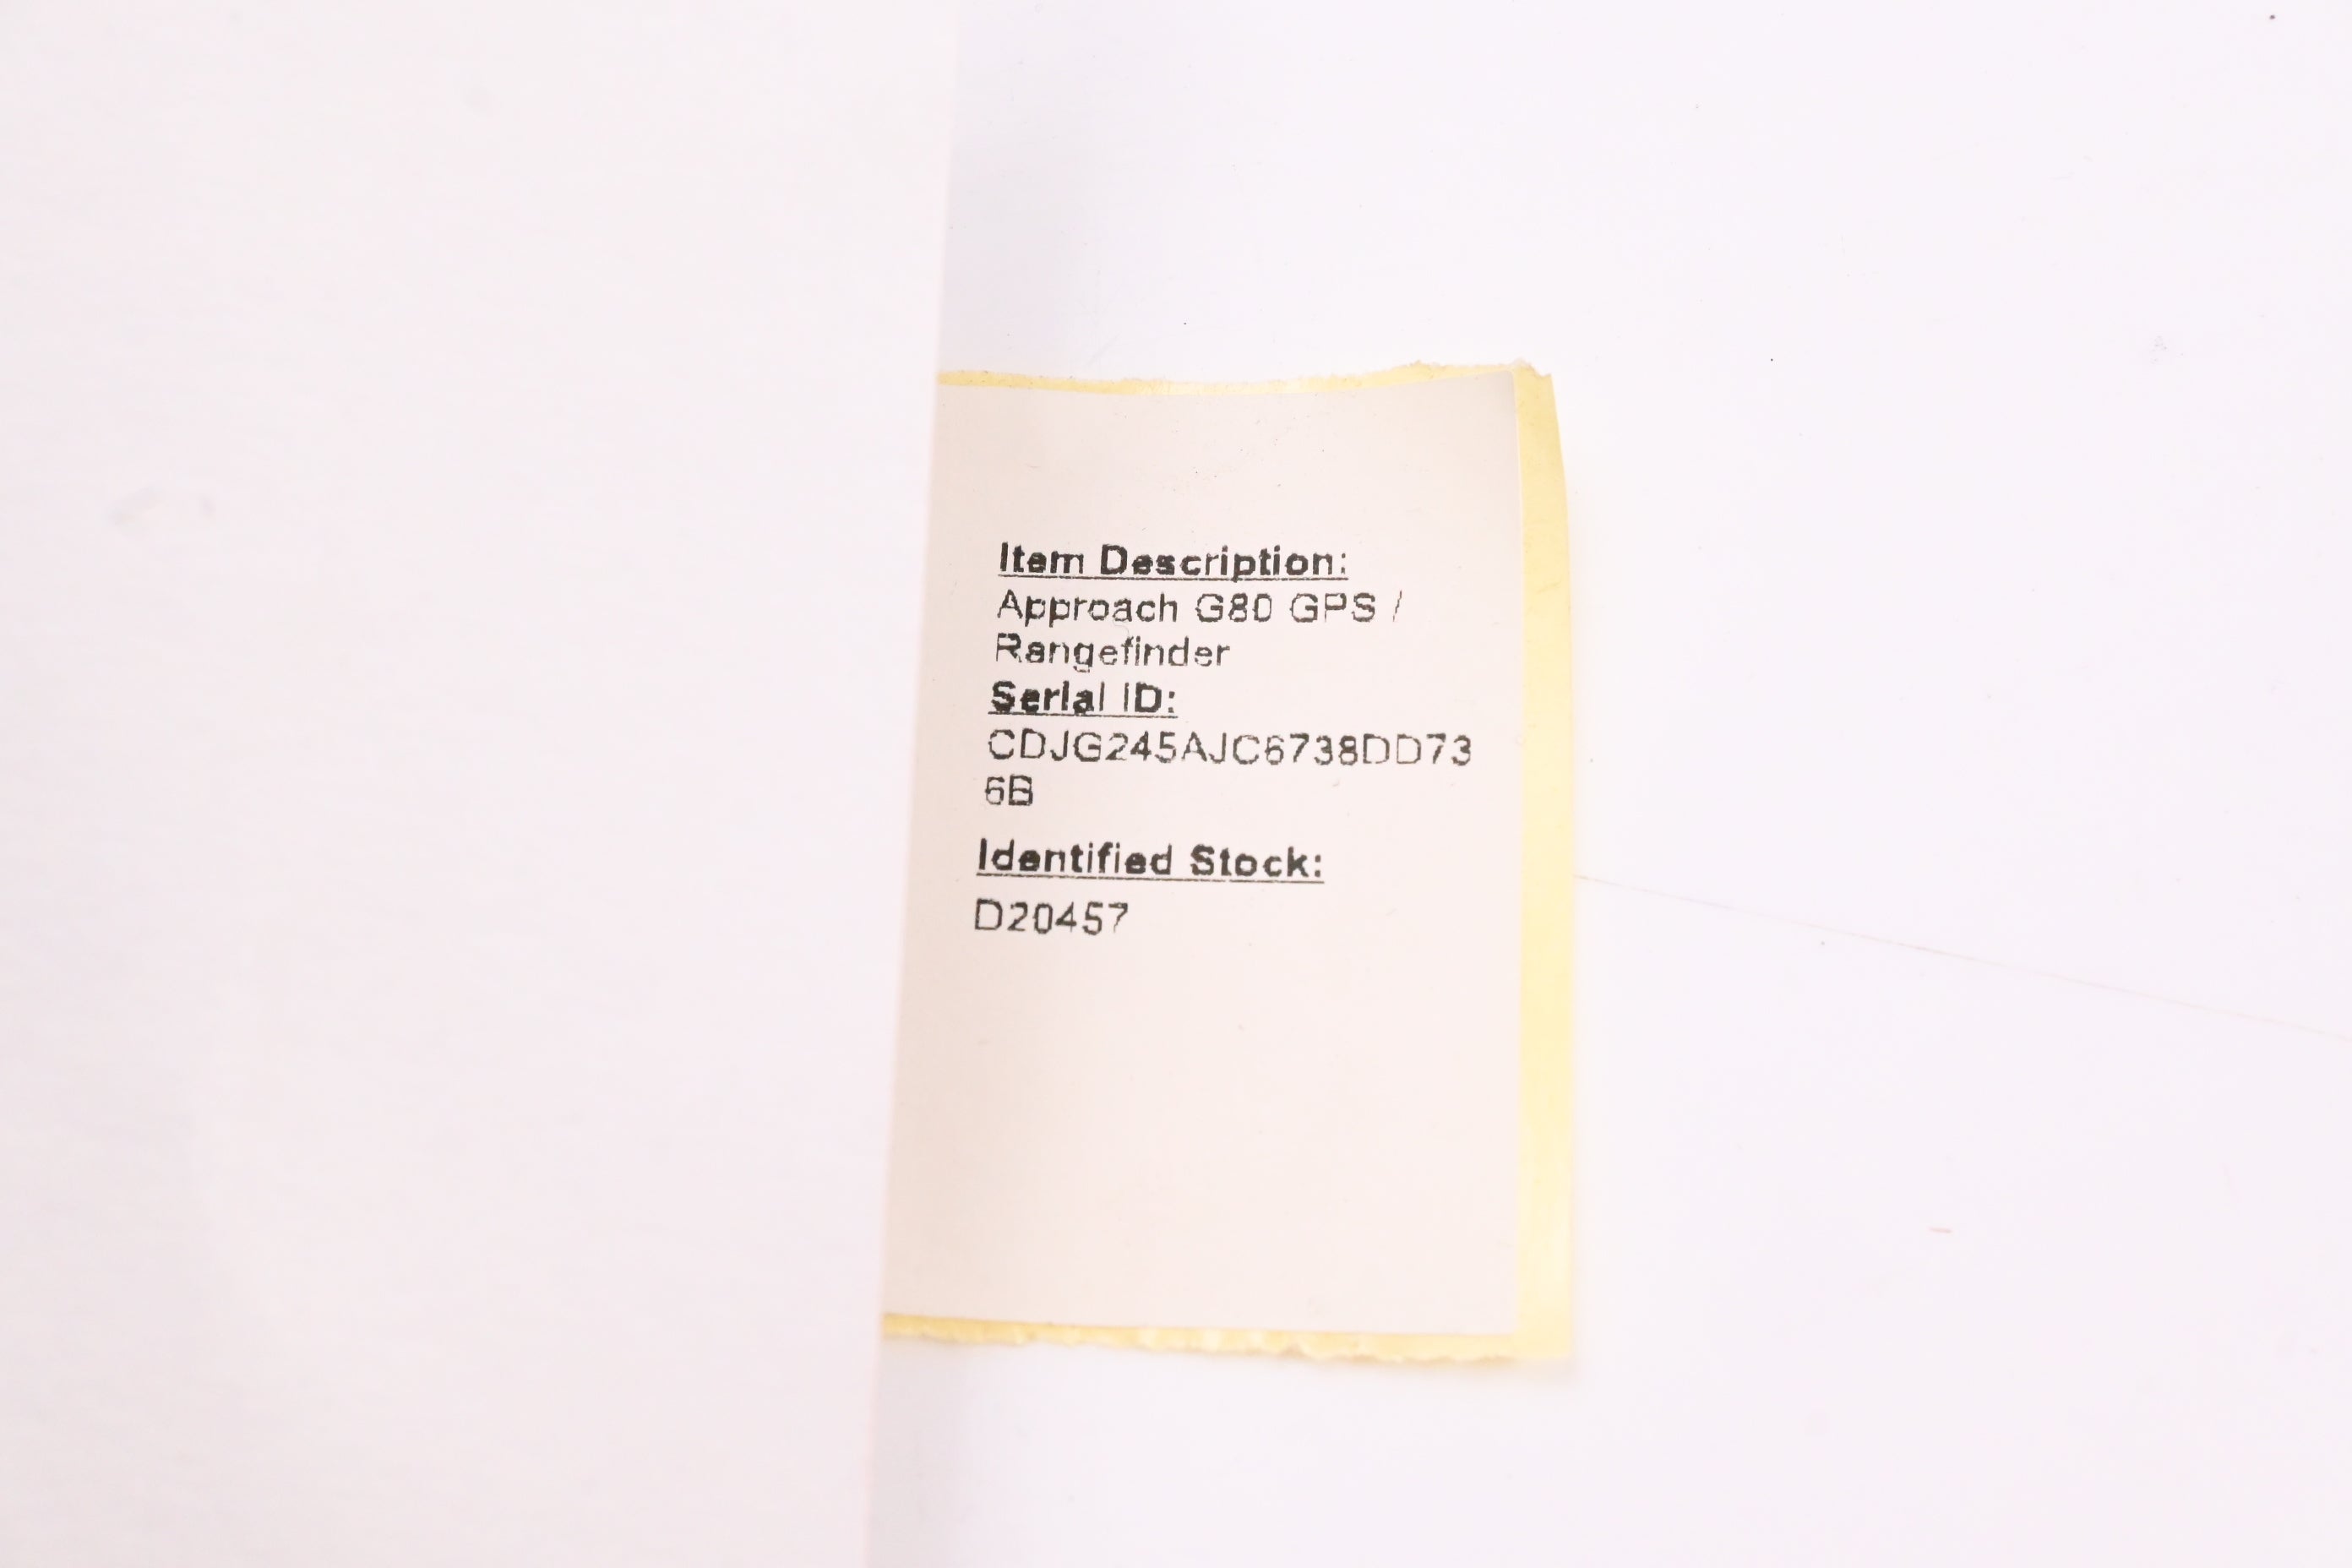 Item Description:
Approach G80 GPS /
Rangefinder
Serial ID:
CDJG245AJC6738DD73
6B
Identified Stock:
D20457